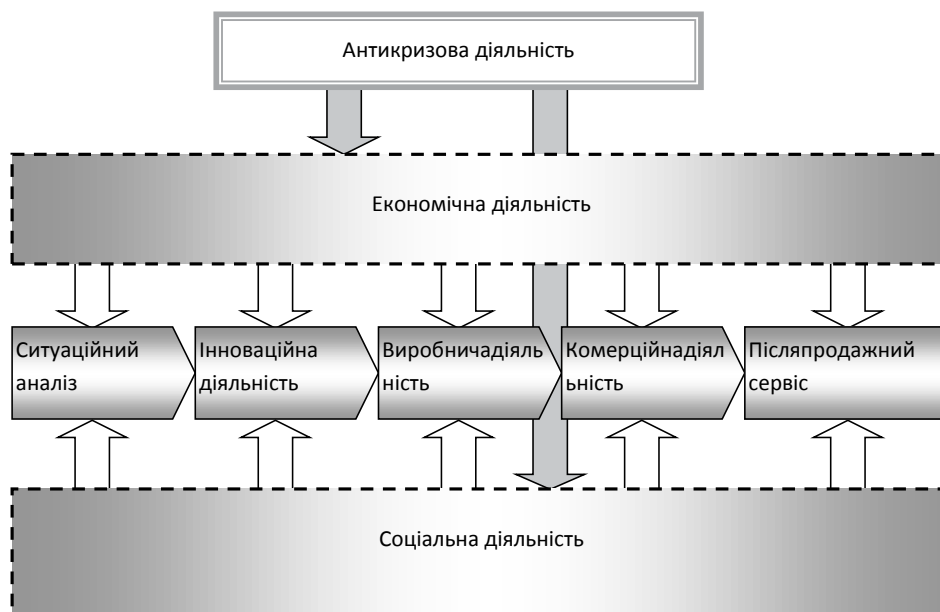 Антикризова діяльність
Економічна діяльність
Ситуаційний
аналіз
Інноваційна
діяльність
Виробничадіяль
ність
Комерційнадіял
ьність
Післяпродажний
сервіс
Соціальна діяльність